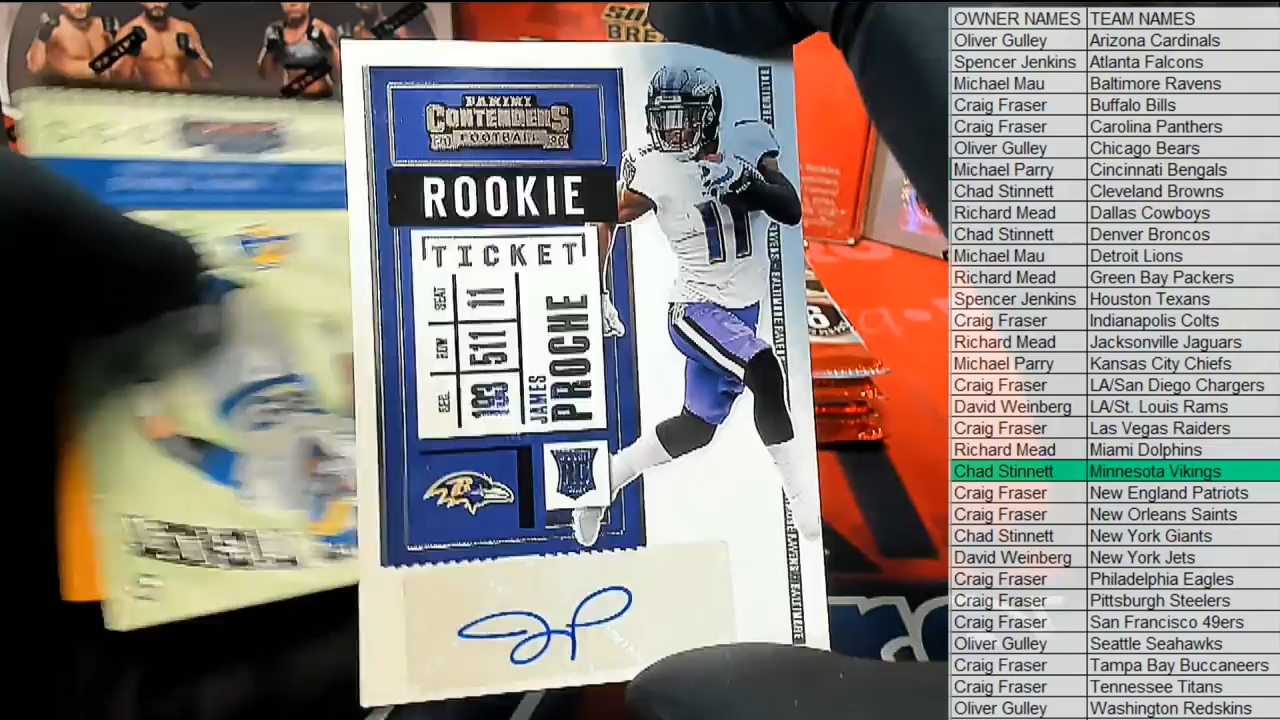 SU
BRE
PANINI
CONTENDERS
FOOTBALL
20 20
ROOKIE
TICKET
SEAT 11
ROW 511
SEC. 103
JAMES
PROCHE
11
RC
B
JP
OWNER NAMES TEAM NAMES
Oliver Gulley Arizona Cardinals
Spencer Jenkins Atlanta Falcons
Michael Mau Baltimore Ravens
Craig Fraser Buffalo Bills
Craig Fraser Carolina Panthers
Oliver Gulley Chicago Bears
Michael Parry Cincinnati Bengals
Chad Stinnett Cleveland Browns
Richard Mead Dallas Cowboys
Chad Stinnett Denver Broncos
Michael Mau Detroit Lions
Richard Mead Green Bay Packers
Spencer Jenkins Houston Texans
Craig Fraser Indianapolis Colts
Richard Mead Jacksonville Jaguars
Michael Parry Kansas City Chiefs
Craig Fraser LA/San Diego Chargers
David Weinberg LA/St. Louis Rams
Craig Fraser Las Vegas Raiders
Richard Mead Miami Dolphins
Chad Stinnett Minnesota Vikings
Craig Fraser New England Patriots
Craig Fraser New Orleans Saints
Chad Stinnett New York Giants
David Weinberg New York Jets
Craig Fraser Philadelphia Eagles
Craig Fraser Pittsburgh Steelers
Craig Fraser San Francisco 49ers
Oliver Gulley Seattle Seahawks
Craig Fraser Tampa Bay Buccaneers
Craig Fraser Tennessee Titans
Oliver Gulley Washington Redskins